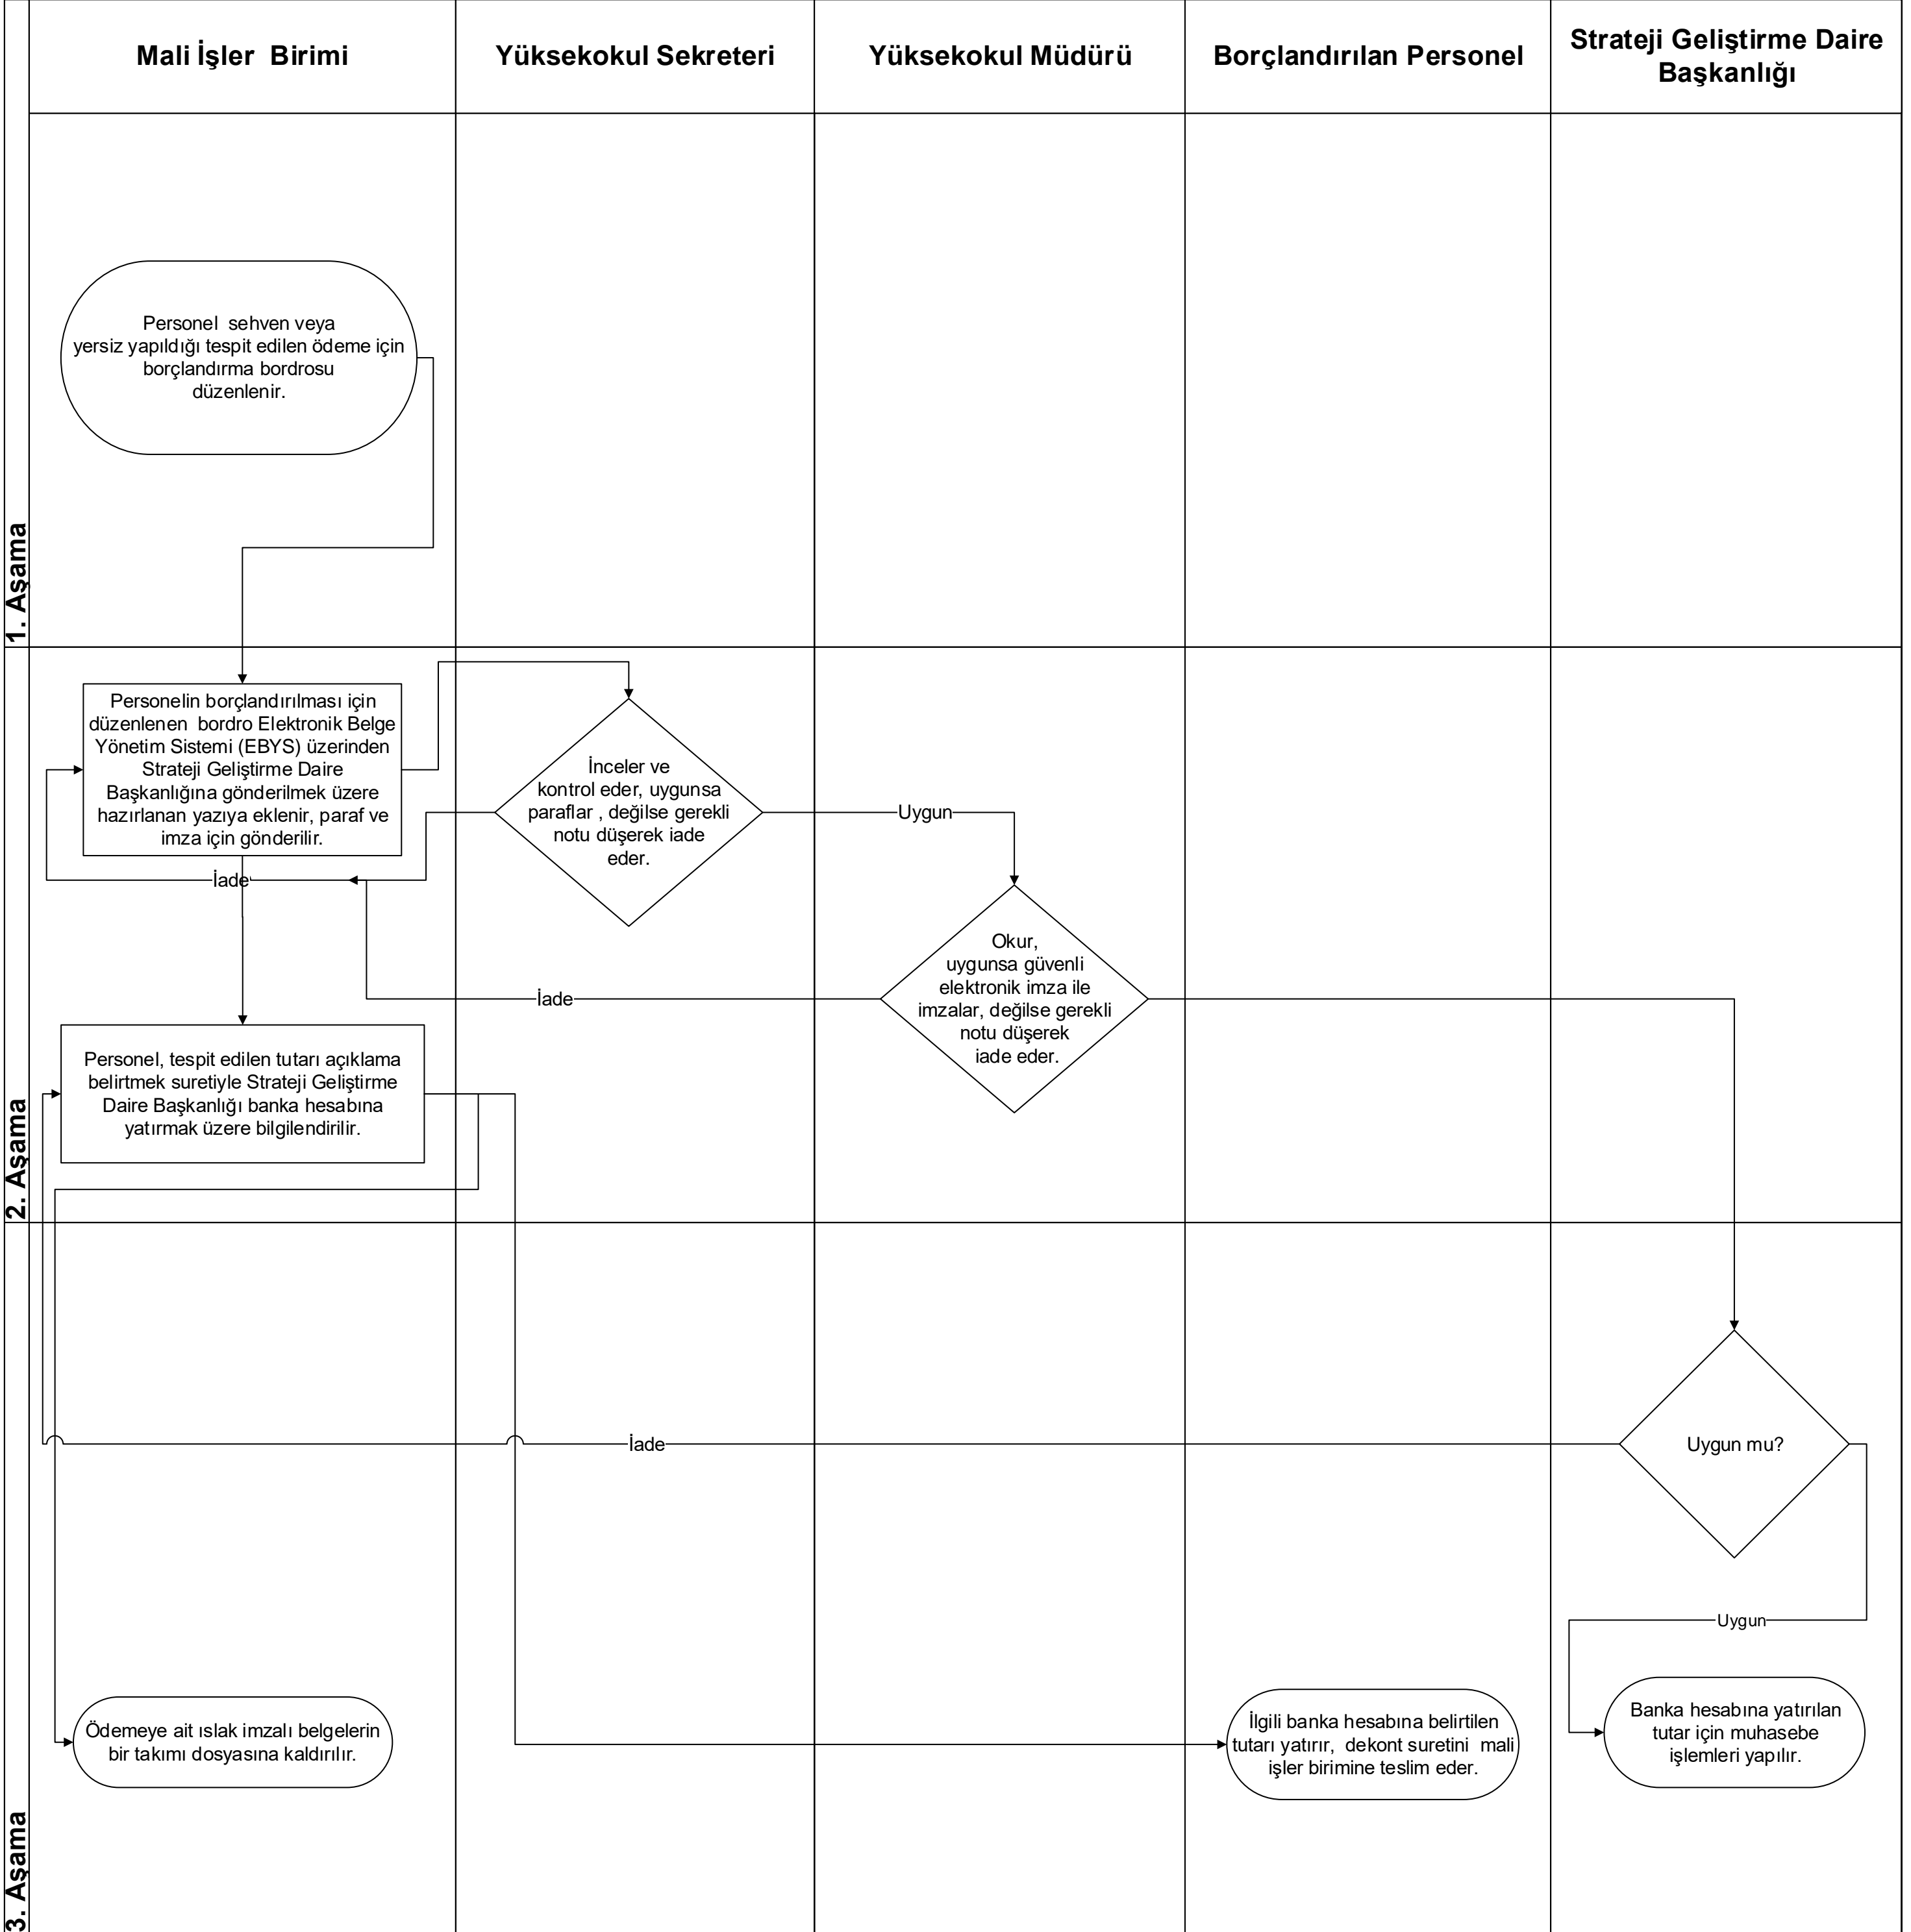 Mali İşler  Birimi
Yüksekokul Sekreteri
Yüksekokul Müdürü
Borçlandırılan Personel
Strateji Geliştirme Daire
Başkanlığı
1. Aşama
Personel  sehven veya
yersiz yapıldığı tespit edilen ödeme için
borçlandırma bordrosu
düzenlenir.
2. Aşama
Personelin borçlandırılması için
düzenlenen  bordro Elektronik Belge
Yönetim Sistemi (EBYS) üzerinden
Strateji Geliştirme Daire
Başkanlığına gönderilmek üzere
hazırlanan yazıya eklenir, paraf ve
imza için gönderilir.
İnceler ve
kontrol eder, uygunsa
paraflar , değilse gerekli
notu düşerek iade
eder.
Uygun
İade
Okur,
uygunsa güvenli
elektronik imza ile
imzalar, değilse gerekli
notu düşerek
iade eder.
İade
Personel, tespit edilen tutarı açıklama
belirtmek suretiyle Strateji Geliştirme
Daire Başkanlığı banka hesabına
yatırmak üzere bilgilendirilir.
3. Aşama
İade
Uygun mu?
Uygun
Ödemeye ait ıslak imzalı belgelerin
bir takımı dosyasına kaldırılır.
İlgili banka hesabına belirtilen
tutarı yatırır,  dekont suretini  mali
işler birimine teslim eder.
Banka hesabına yatırılan
tutar için muhasebe
işlemleri yapılır.